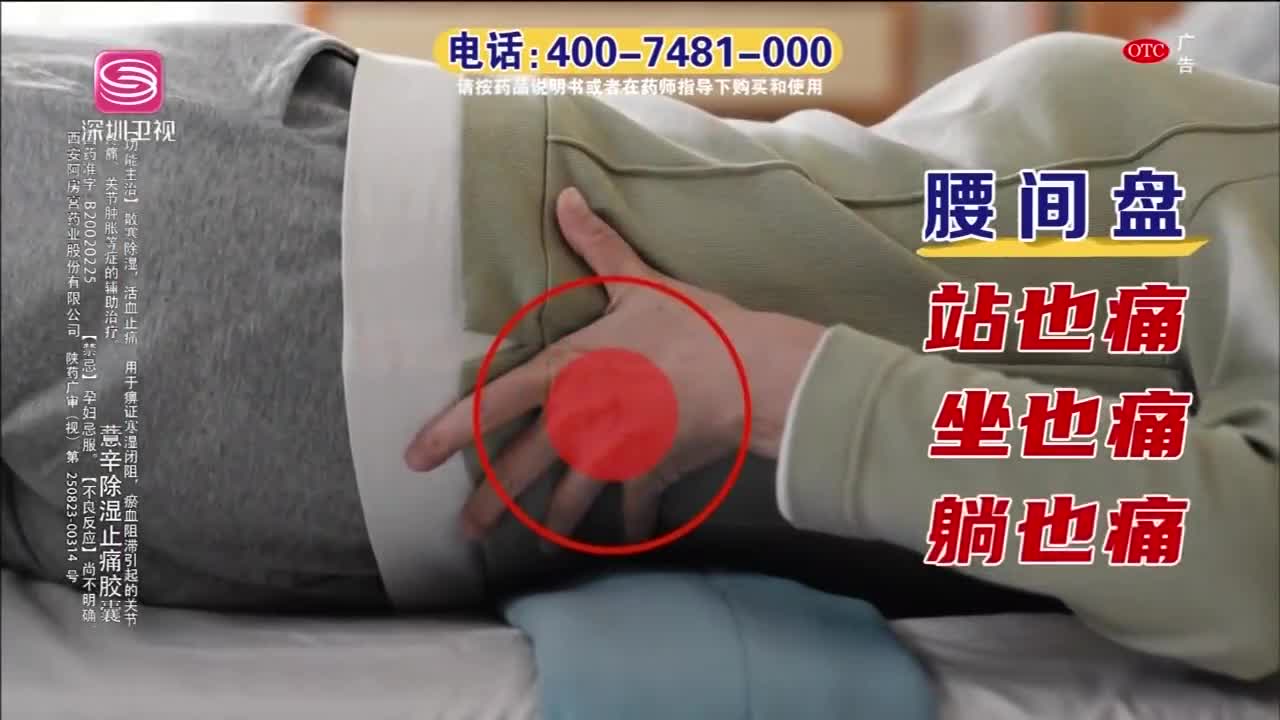 电话:400-7481-000
请按药品说明书或者在药师指导下购买和使用
OTC
广告
深圳卫视
腰间盘
站也痛
坐也痛
躺也痛
功能主治】散寒除湿，活血止痛 用于痹证寒湿闭阻，瘀血阻滞引起的关节
疼痛、关节肿胀等症的辅助治疗。
薏辛除湿止痛胶囊
国药准字 B20020225 【禁忌】孕妇忌服。【不良反应】尚不明确。
西安阿房宫药业股份有限公司 陕药广审（视）第 250823-00314 号